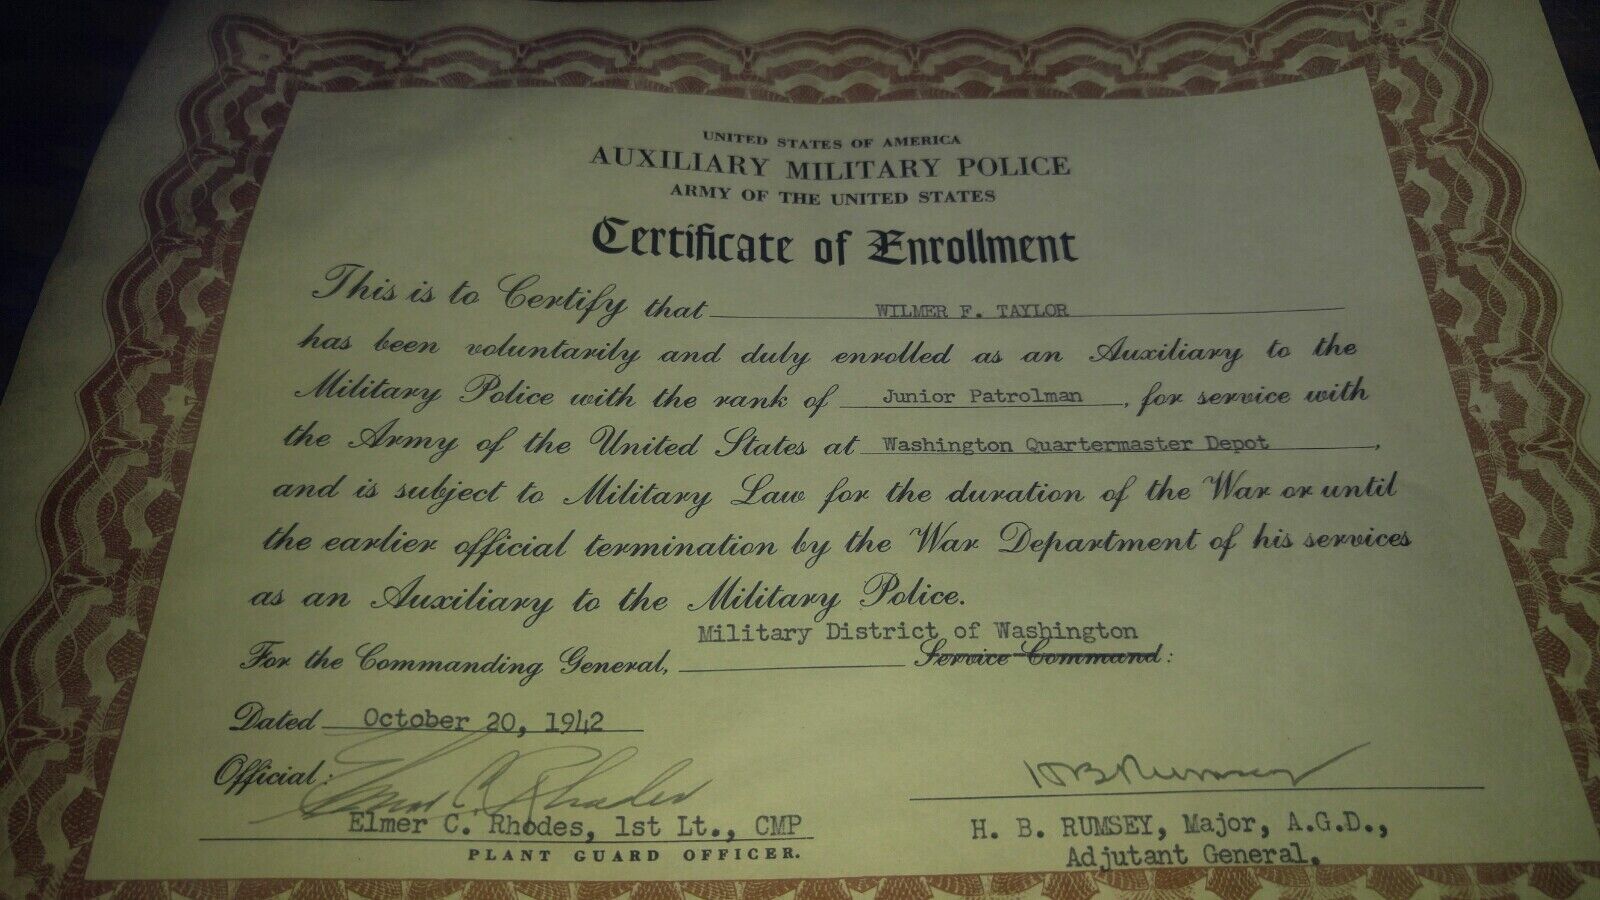 UNITED STATES OF AMERICA
AUXILIARY MILITARY POLICE
ARMY OF THE UNITED STATES
Certificate of Enrollment
This is to Certify that WILMER F. TAYLOR
has been voluntarily and duly enrolled as an Auxiliary to the
Military Police with the rank of Junior Patrolman, for service with
the Army of the United States at Washington Quartermaster Depot,
and is subject to Military Law for the duration of the War or until
the earlier official termination by the War Department of his services
as an Auxiliary to the Military Police.
Military District of Washington
For the Commanding General, Service Command:
Dated October 20, 1942
Official: Elmer C. Rhodes
H B Rumsey
Elmer C. Rhodes, 1st Lt., CMP
PLANT GUARD OFFICER.
H. B. RUMSEY, Major, A.G.D.,
Adjutant General.